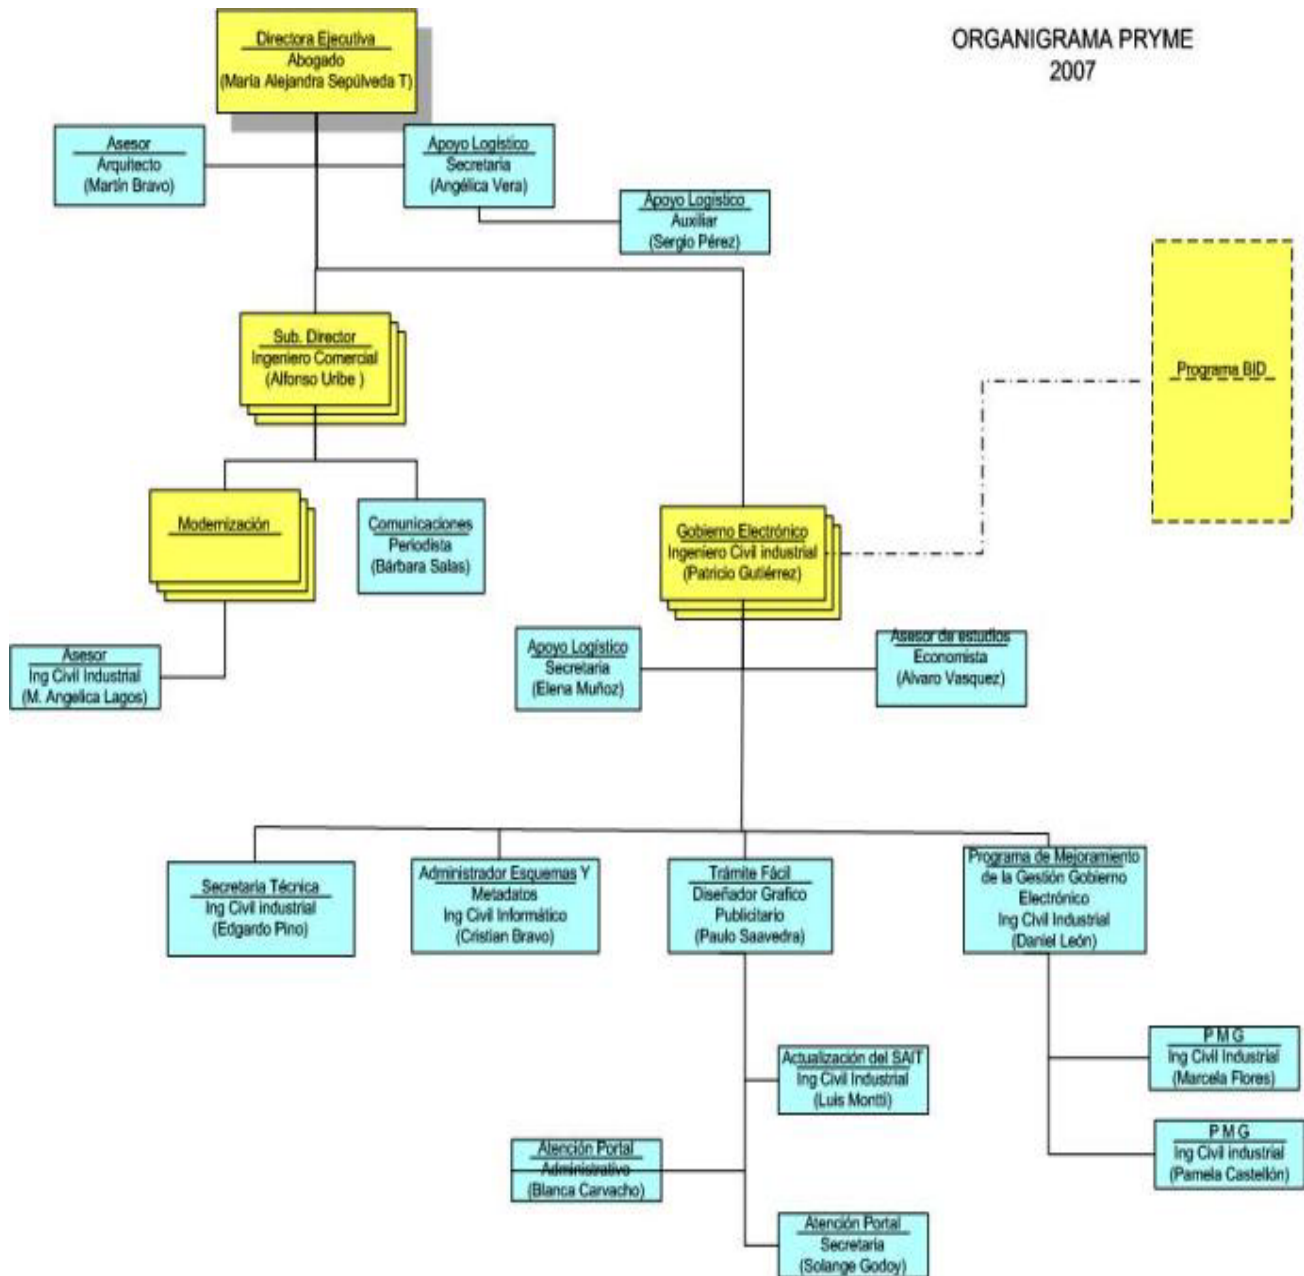 ORGANIGRAMA PRYME
2007
Directora Ejecutiva
Abogado
(María Alejandra Sepúlveda T)
Asesor
Arquitecto
(Martín Bravo)
Apoyo Logístico
Secretaria
(Angélica Vera)
Apoyo Logístico
Auxiliar
(Sergio Pérez)
Sub. Director
Ingeniero Comercial
(Alfonso Uribe )
Programa BID
Modernización
Comunicaciones
Periodista
(Bárbara Salas)
Gobierno Electrónico
Ingeniero Civil industrial
(Patricio Gutiérrez)
Asesor
Ing Civil Industrial
(M. Angelica Lagos)
Apoyo Logístico
Secretaria
(Elena Muñoz)
Asesor de estudios
Economista
(Alvaro Vasquez)
Secretaria Técnica
Ing Civil industrial
(Edgardo Pino)
Administrador Esquemas Y
Metadatos
Ing Civil Informático
(Cristian Bravo)
Trámite Fácil
Diseñador Grafico
Publicitario
(Paulo Saavedra)
Programa de Mejoramiento
de la Gestión Gobierno
Electrónico
Ing Civil Industrial
(Daniel León)
Actualización del SAIT
Ing Civil Industrial
(Luis Montti)
P M G
Ing Civil Industrial
(Marcela Flores)
Atención Portal
Administrativo
(Blanca Carvacho)
P M G
Ing Civil industrial
(Pamela Castellón)
Atención Portal
Secretaria
(Solange Godoy)